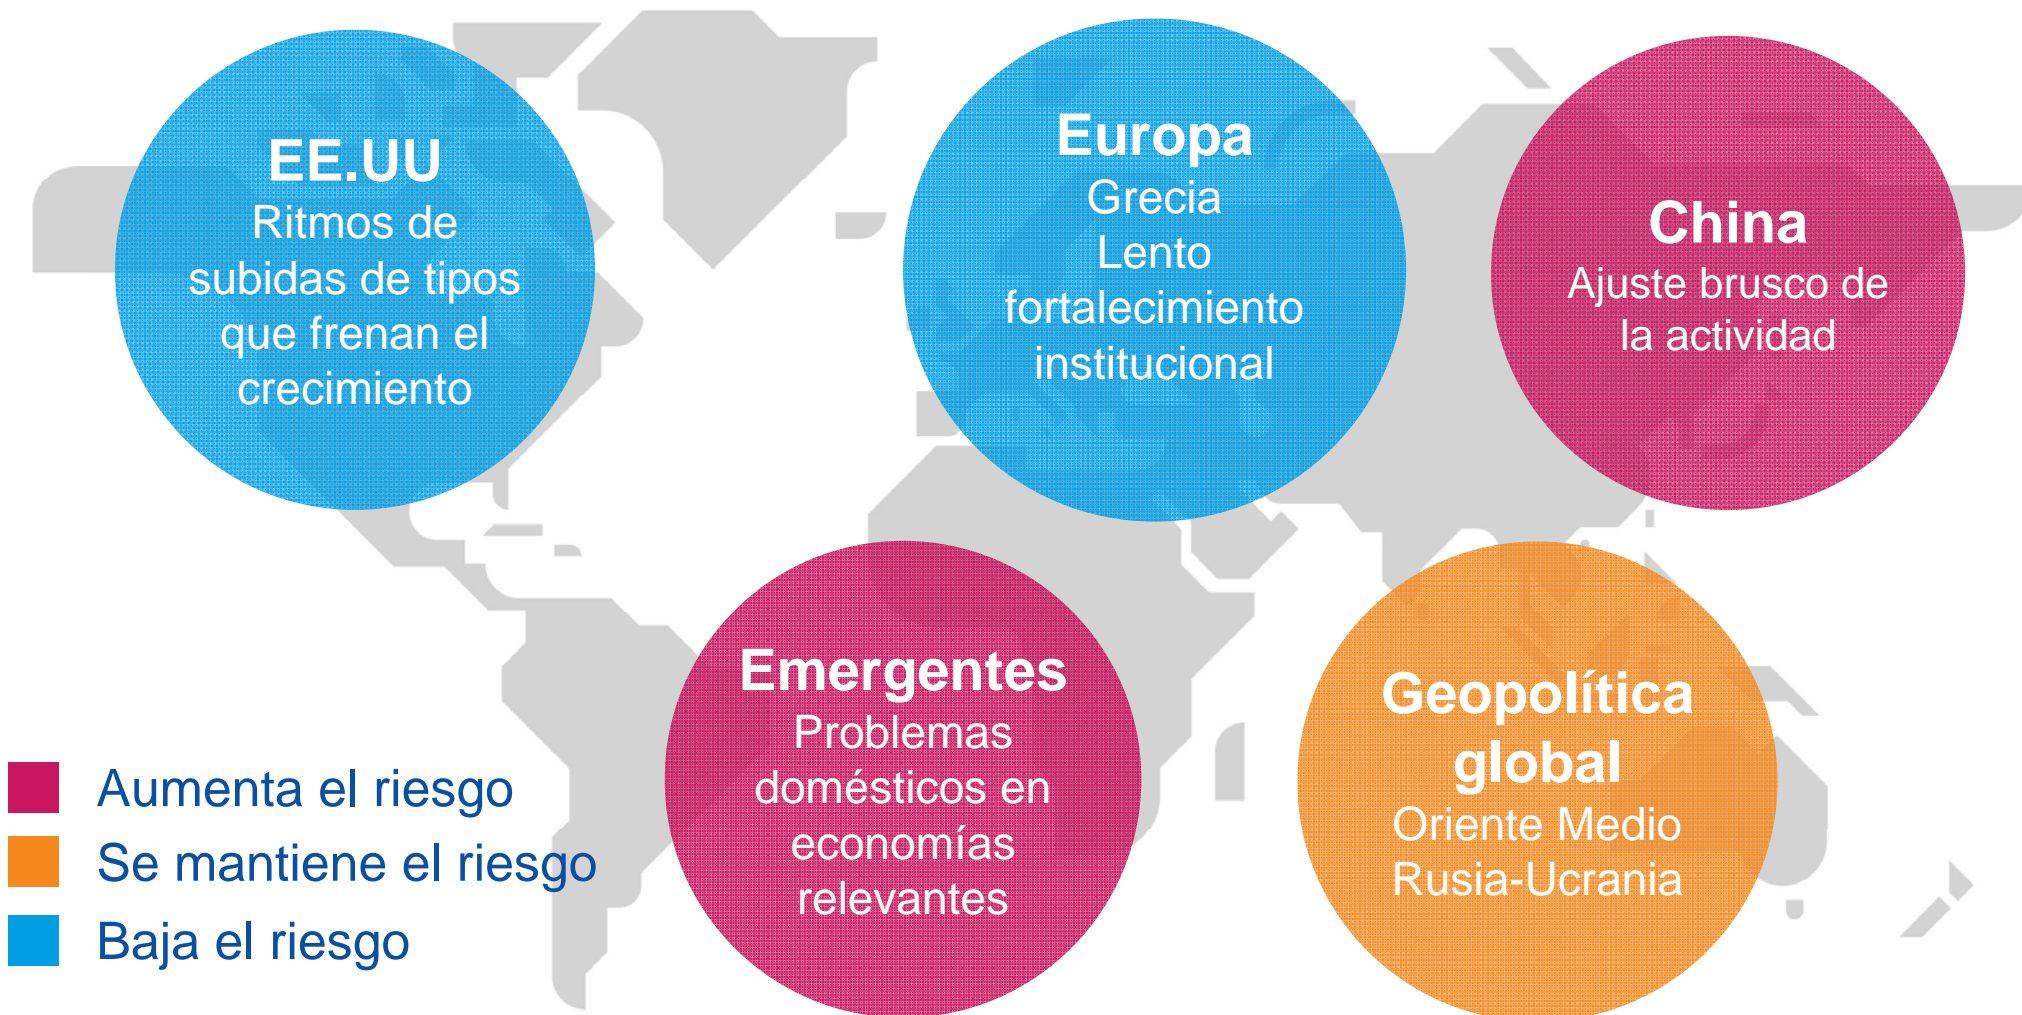 EE.UU
Ritmos de
subidas de tipos
que frenan el
crecimiento
Europa
Grecia
Lento
fortalecimiento
institucional
China
Ajuste brusco de
la actividad
Emergentes
Problemas
domésticos en
economías
relevantes
Geopolítica
global
Oriente Medio
Rusia-Ucrania
Aumenta el riesgo
Se mantiene el riesgo
Baja el riesgo